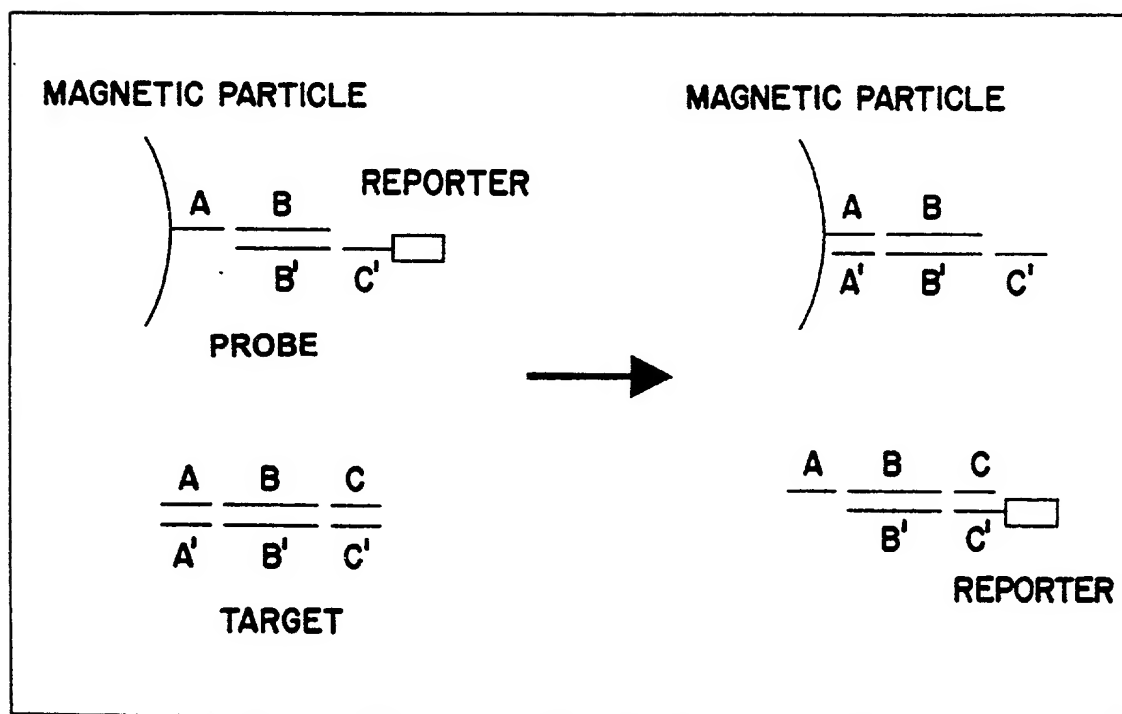 MAGNETIC PARTICLE
A B REPORTER
B' C'
PROBE
A B C
A' B' C'
TARGET
MAGNETIC PARTICLE
A B
A' B' C'
A B C
B' C'
REPORTER